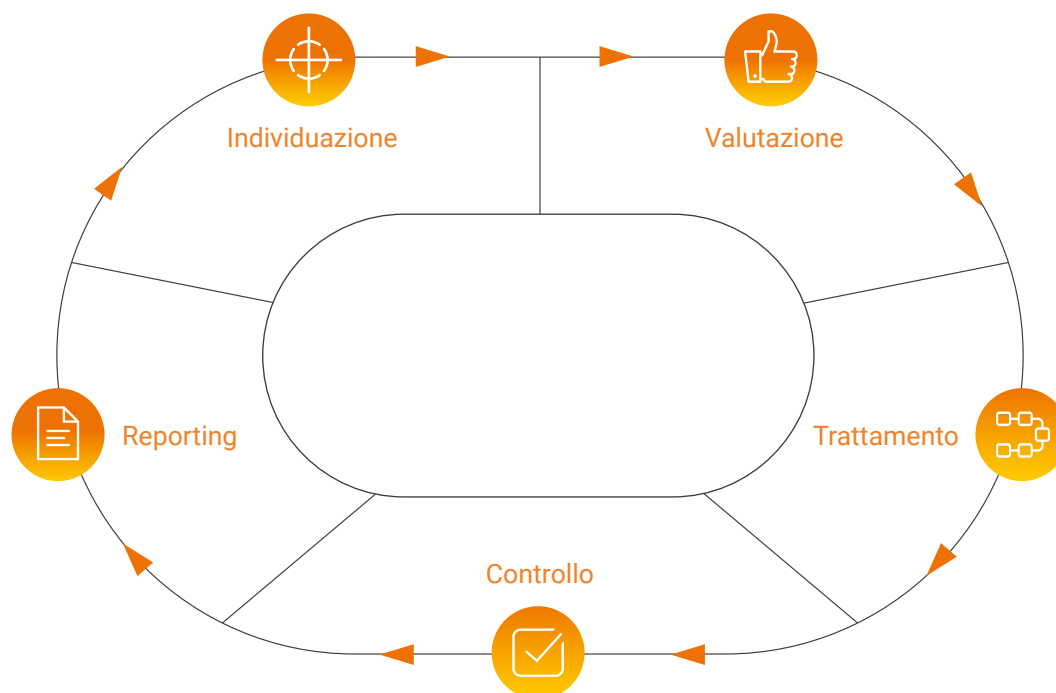 Individuazione
Valutazione
Trattamento
Controllo
Reporting